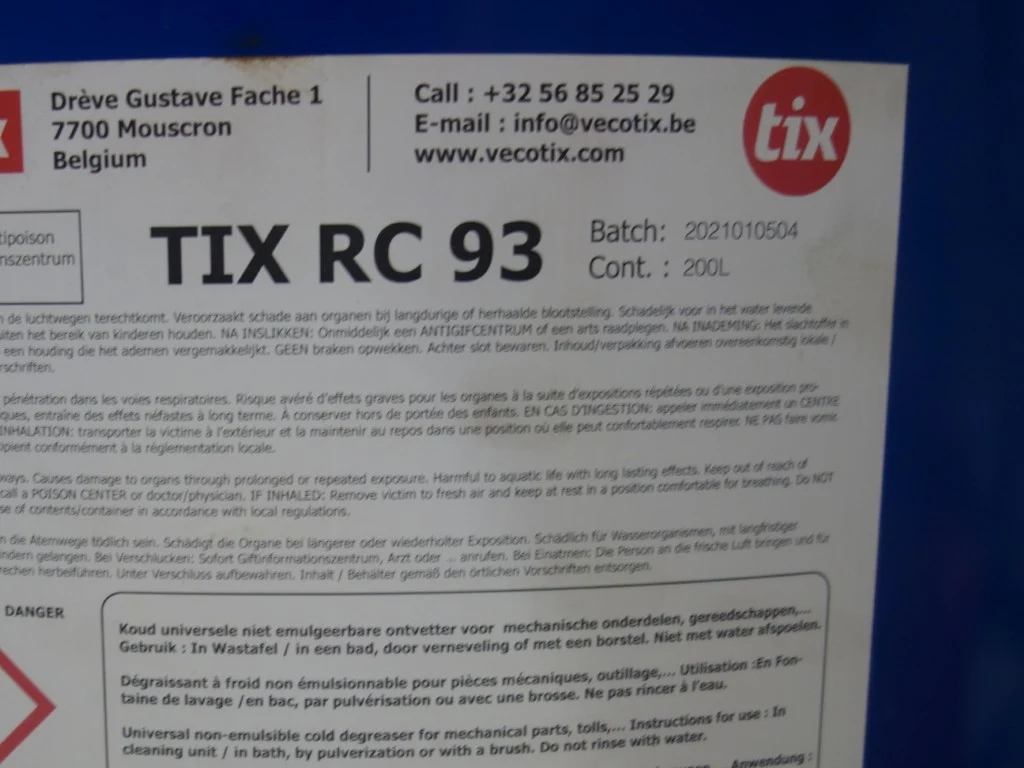 Drève Gustave Fache 1
7700 Mouscron
Belgium
Call : +32 56 85 25 29
E-mail : info@vecotix.be
www.vecotix.com
tix
x
tipoison
nszentrum
TIX RC 93
Batch: 2021010504
Cont. : 200L
n de luchtwegen terechtkomt. Veroorzaakt schade aan organen bij langdurige of herhaalde blootstelling. Schadelijk voor in het water levende
iten het bereik van kinderen houden. NA INSLIKKEN: Onmiddelijk een ANTIGIFCENTRUM of een arts raadplegen. NA INADEMING: Het slachtoffer in
een houding die het ademen vergemakkelijkt. GEEN braken opwekken. Achter slot bewaren. Inhoud/verpakking afvoeren overeenkomstig lokale /
rschriften.
pénétration dans les voies respiratoires. Risque avéré d'effets graves pour les organes à la suite d'expositions répétées ou d'une exposition pro-
ques, entraîne des effets néfastes à long terme. À conserver hors de portée des enfants. EN CAS D'INGESTION: appeler immédiatement un CENTRE
INHALATION: transporter la victime à l'extérieur et la maintenir au repos dans une position où elle peut confortablement respirer. NE PAS faire vomir.
ipient conformément à la réglementation locale.
ways. Causes damage to organs through prolonged or repeated exposure. Harmful to aquatic life with long lasting effects. Keep out of reach of
call a POISON CENTER or doctor/physician. IF INHALED: Remove victim to fresh air and keep at rest in a position comfortable for breathing. Do NOT
se of contents/container in accordance with local regulations.
n die Atemwege tödlich sein. Schädigt die Organe bei längerer oder wiederholter Exposition. Schädlich für Wasserorganismen, mit langfristiger
indern gelangen. Bei Verschlucken: Sofort Giftinformationszentrum, Arzt oder ... anrufen. Bei Einatmen: Die Person an die frische Luft bringen und für
rechen herbeiführen. Unter Verschluss aufbewahren. Inhalt / Behälter gemäß den örtlichen Vorschriften entsorgen.
DANGER
Koud universele niet emulgeerbare ontvetter voor mechanische onderdelen, gereedschappen,...
Gebruik : In Wastafel / in een bad, door verneveling of met een borstel. Niet met water afspoelen.
Dégraissant à froid non émulsionnable pour pièces mécaniques, outillage,... Utilisation :En Fon-
taine de lavage /en bac, par pulvérisation ou avec une brosse. Ne pas rincer à l'eau.
Universal non-emulsible cold degreaser for mechanical parts, tolls,... Instructions for use : In
cleaning unit / in bath, by pulverization or with a brush. Do not rinse with water.
Anwendung :